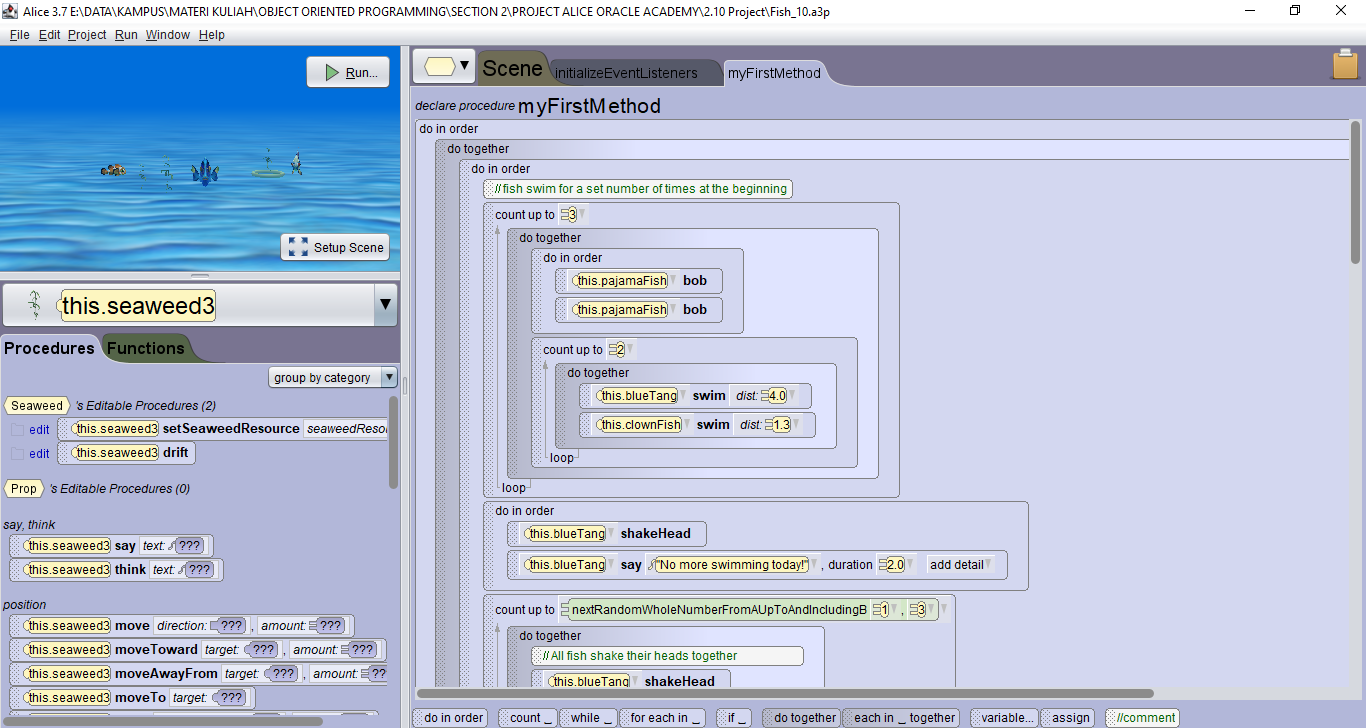 Alice 3.7 E:\DATA\KAMPUS\MATERI KULIAH\OBJECT ORIENTED PROGRAMMING\SECTION 2\PROJECT ALICE ORACLE ACADEMY\2.10 Project\Fish_10.a3p
File Edit Project Run Window Help
Run...
Setup Scene
this.seaweed3
Procedures Functions
group by category
Seaweed 's Editable Procedures (2)
edit this.seaweed3 setSeaweedResource seaweedResou
edit this.seaweed3 drift
Prop 's Editable Procedures (0)
say, think
this.seaweed3 say text: ???
this.seaweed3 think text: ???
position
this.seaweed3 move direction: ??? , amount: ???
this.seaweed3 moveToward target: ??? , amount: ???
this.seaweed3 moveAwayFrom target: ??? , amount: ??
this.seaweed3 moveTo target: ???
Scene initializeEventListeners myFirstMethod
declare procedure myFirstMethod
do in order
do together
do in order
//fish swim for a set number of times at the beginning
count up to 3
do together
do in order
this.pajamaFish bob
this.pajamaFish bob
count up to 2
do together
this.blueTang swim dist: 4.0
this.clownFish swim dist: 1.3
loop
loop
do in order
this.blueTang shakeHead
this.blueTang say "No more swimming today!" , duration 2.0 add detail
count up to nextRandomWholeNumberFromAUpToAndIncludingB 1 , 3
do together
// All fish shake their heads together
this.blueTang shakeHead
do in order count _ while _ for each in _ if _ do together each in _ together variable... assign //comment